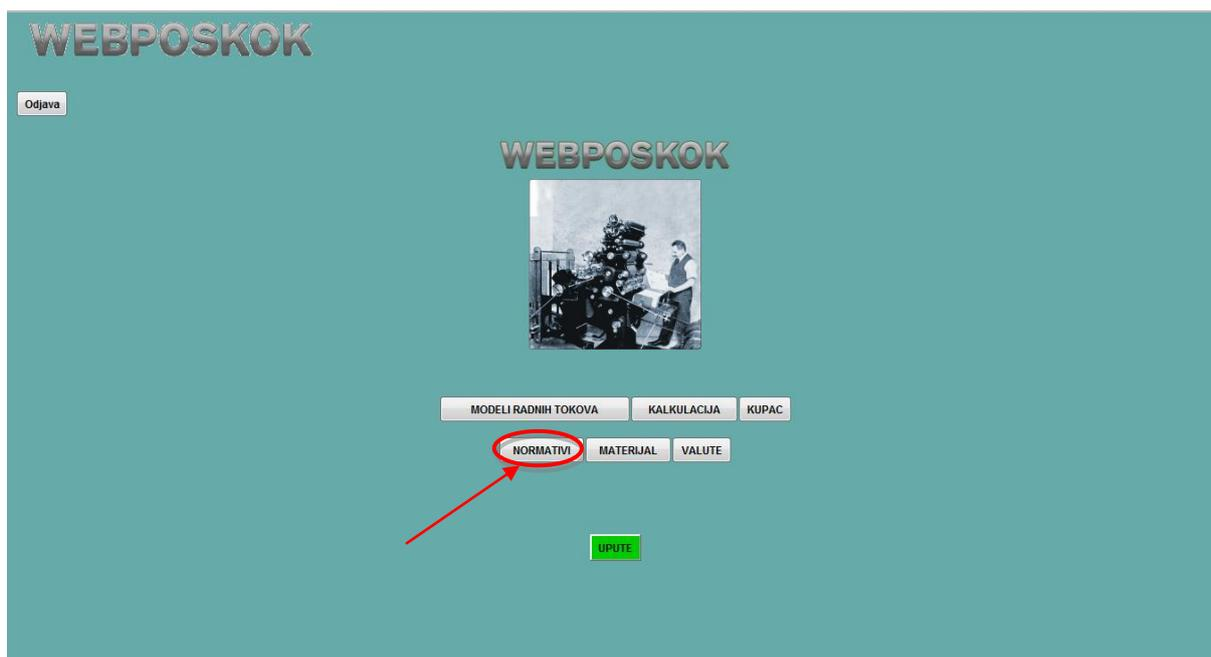 WEBPOSKOK
Odjava
WEBPOSKOK
MODELI RADNIH TOKOVA KALKULACIJA KUPAC
NORMATIVI MATERIJAL VALUTE
UPUTE